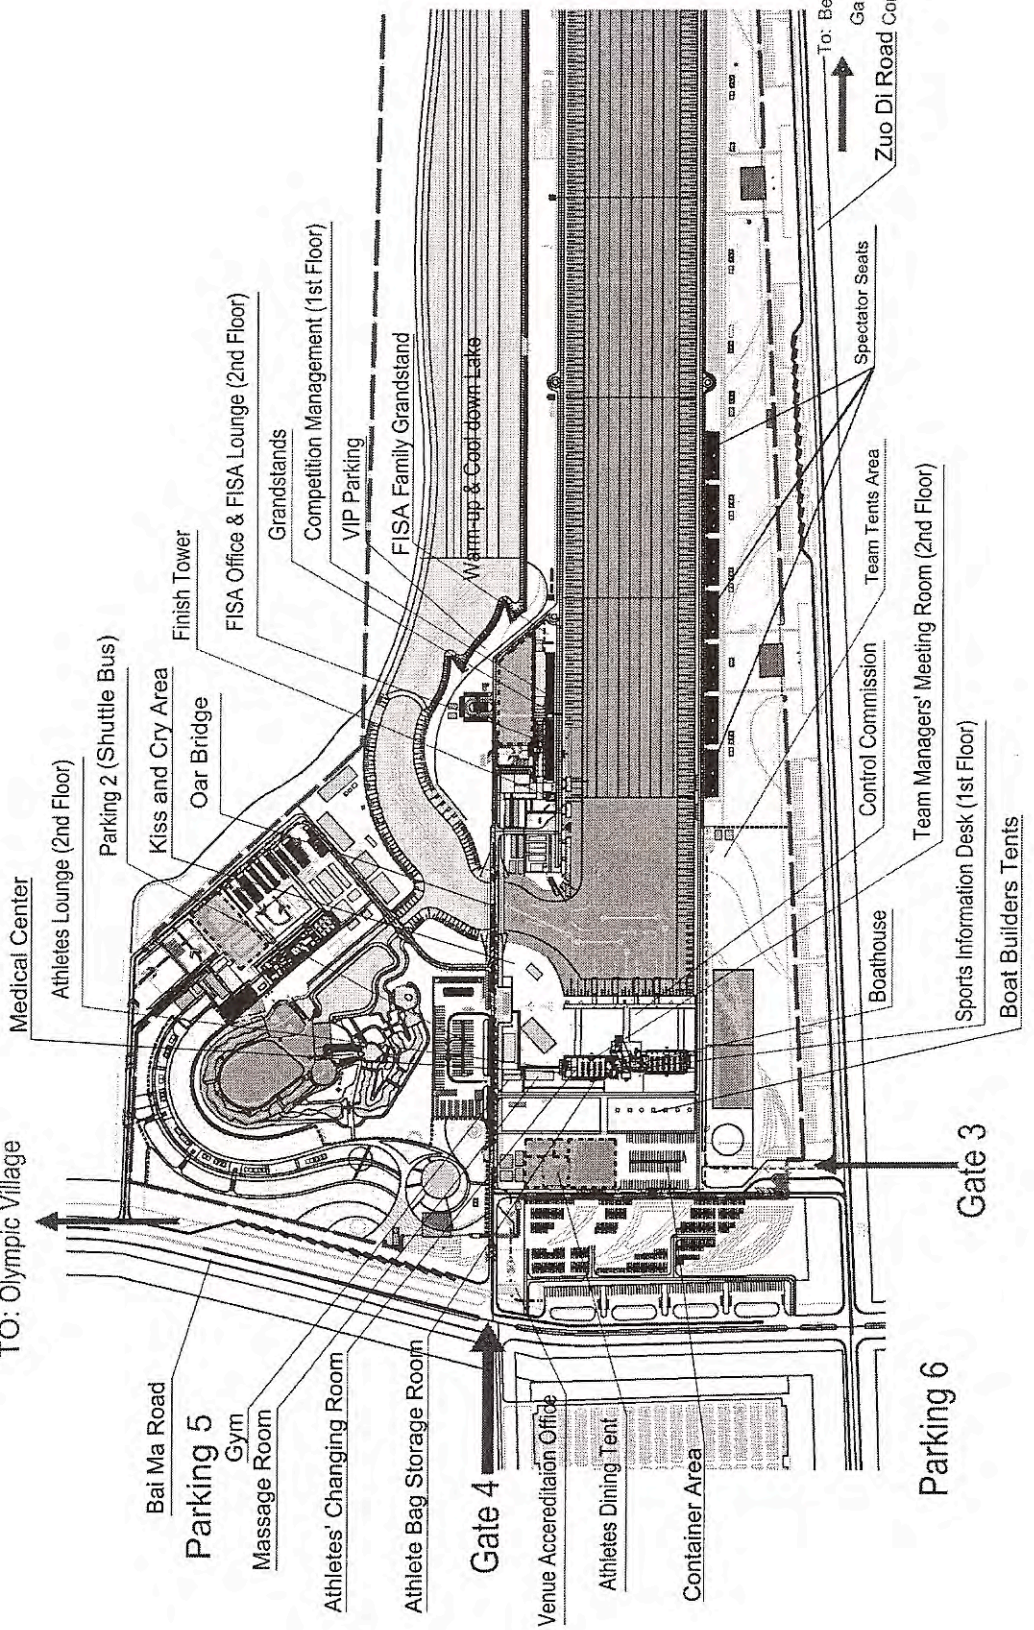 TO: Olympic Village
Medical Center
Athletes Lounge (2nd Floor)
Parking 2 (Shuttle Bus)
Kiss and Cry Area
Oar Bridge
Finish Tower
FISA Office & FISA Lounge (2nd Floor)
Grandstands
Competition Management (1st Floor)
VIP Parking
FISA Family Grandstand
Warm-up & Cool down Lake
Bai Ma Road
Parking 5
Gym
Massage Room
Athletes' Changing Room
Athlete Bag Storage Room
Gate 4
Venue Accereditaion Office
Athletes Dining Tent
Container Area
Parking 6
Gate 3
Boat Builders Tents
Sports Information Desk (1st Floor)
Boathouse
Team Managers' Meeting Room (2nd Floor)
Control Commission
Team Tents Area
Spectator Seats
Zuo Di Road
To: Be
Ga
Co